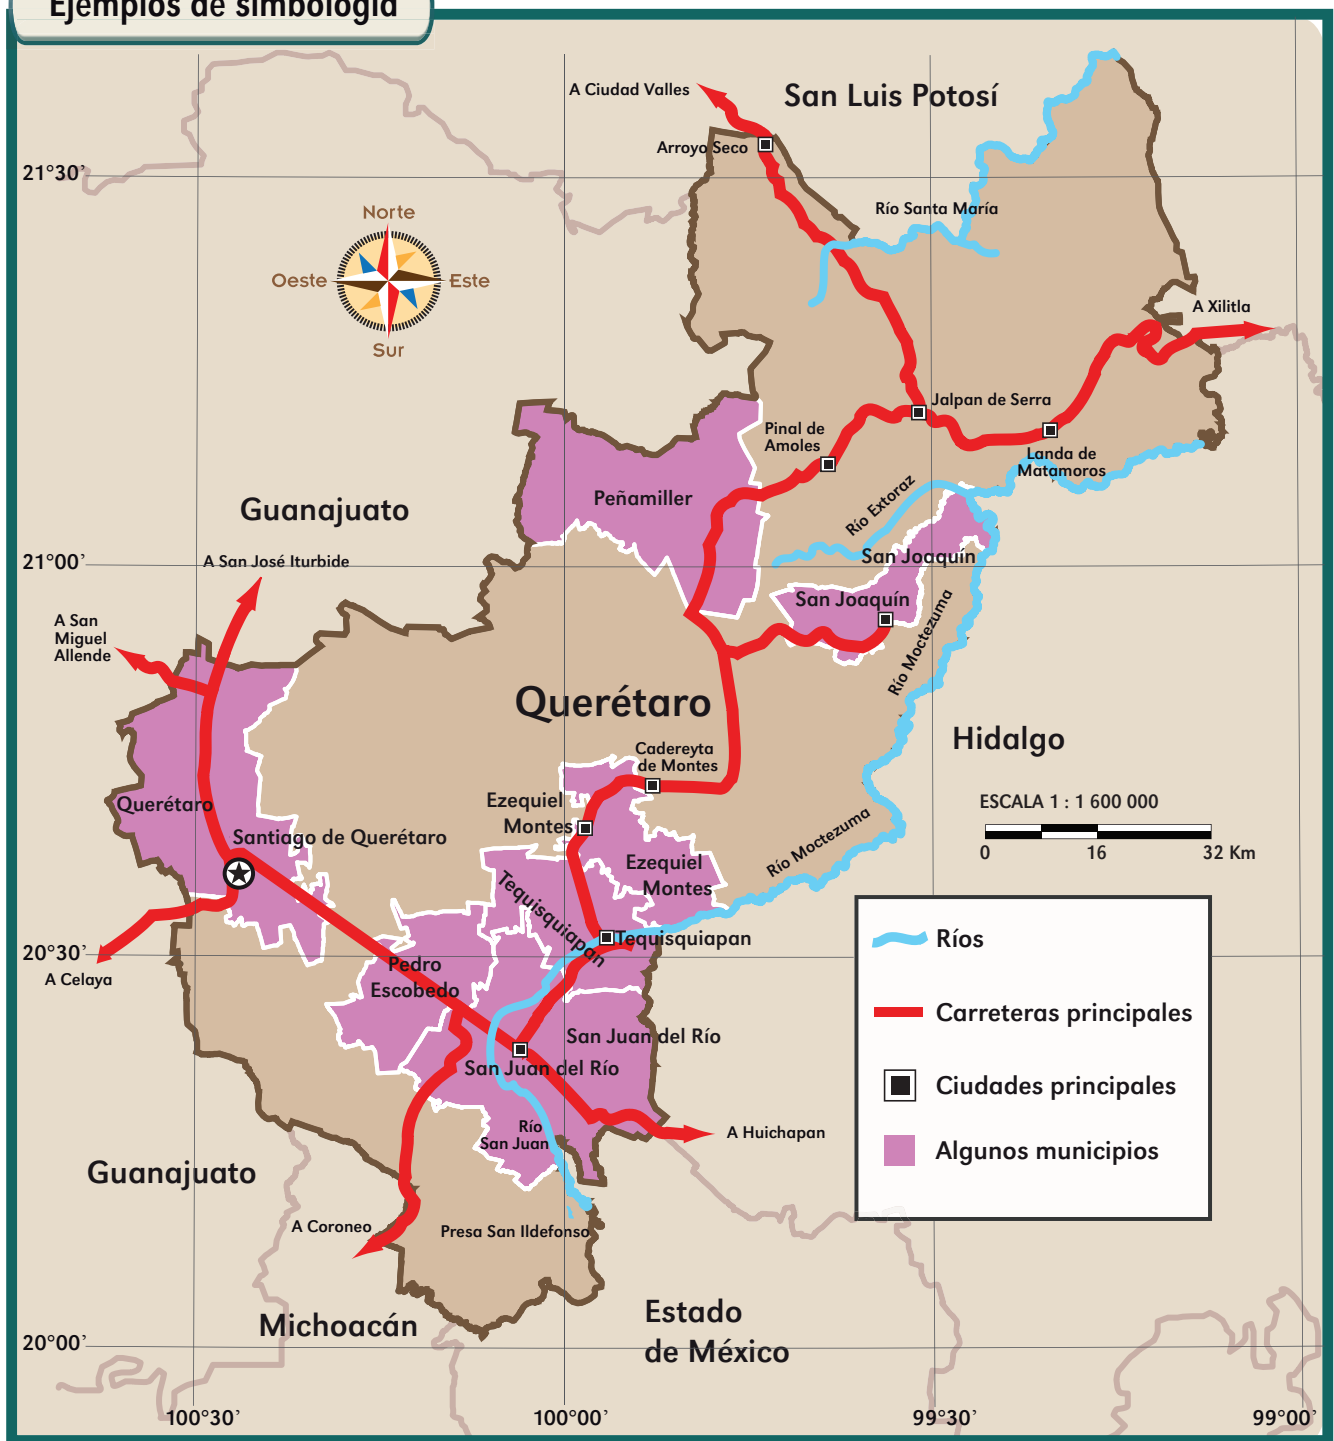 Ejemplos de simbología
A Ciudad Valles
San Luis Potosí
Arroyo Seco
21°30'
Norte
Oeste
Este
Sur
Río Santa María
A Xilitla
Jalpan de Serra
Pinal de
Amoles
Landa de
Matamoros
Peñamiller
Río Extoraz
Guanajuato
San Joaquín
21°00'
A San José Iturbide
San Joaquín
A San
Miguel
Allende
Río Moctezuma
Querétaro
Hidalgo
Cadereyta
de Montes
Querétaro
Ezequiel
Montes
ESCALA 1 : 1 600 000
0
16
32 Km
Santiago de Querétaro
Río Moctezuma
Ezequiel
Montes
Tequisquiapan
Tequisquiapan
20°30'
A Celaya
Pedro
Escobedo
San Juan del Río
San Juan del Río
Río
San Juan
A Huichapan
Ríos
Carreteras principales
Ciudades principales
Algunos municipios
Guanajuato
A Coroneo
Presa San Ildefonso
Michoacán
Estado
de México
20°00'
100°30'
100°00'
99°30'
99°00'